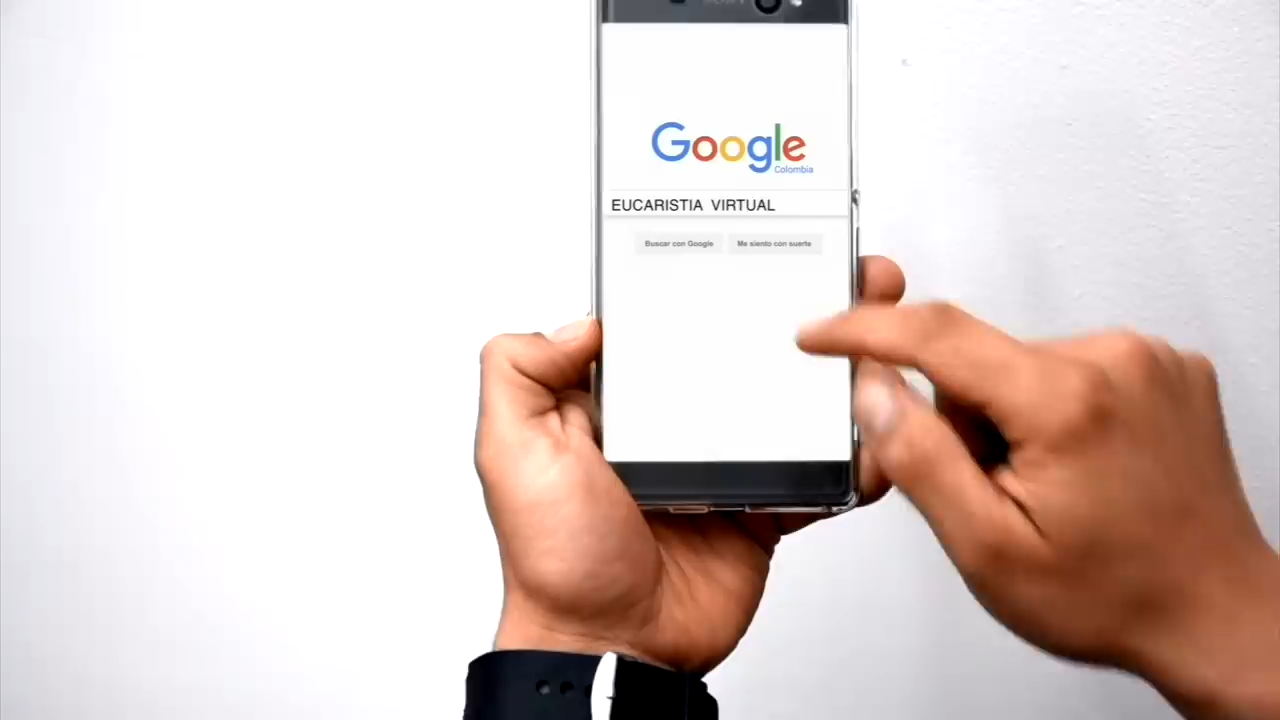 Google
Colombia
EUCARISTIA VIRTUAL
Buscar con Google
Me siento con suerte